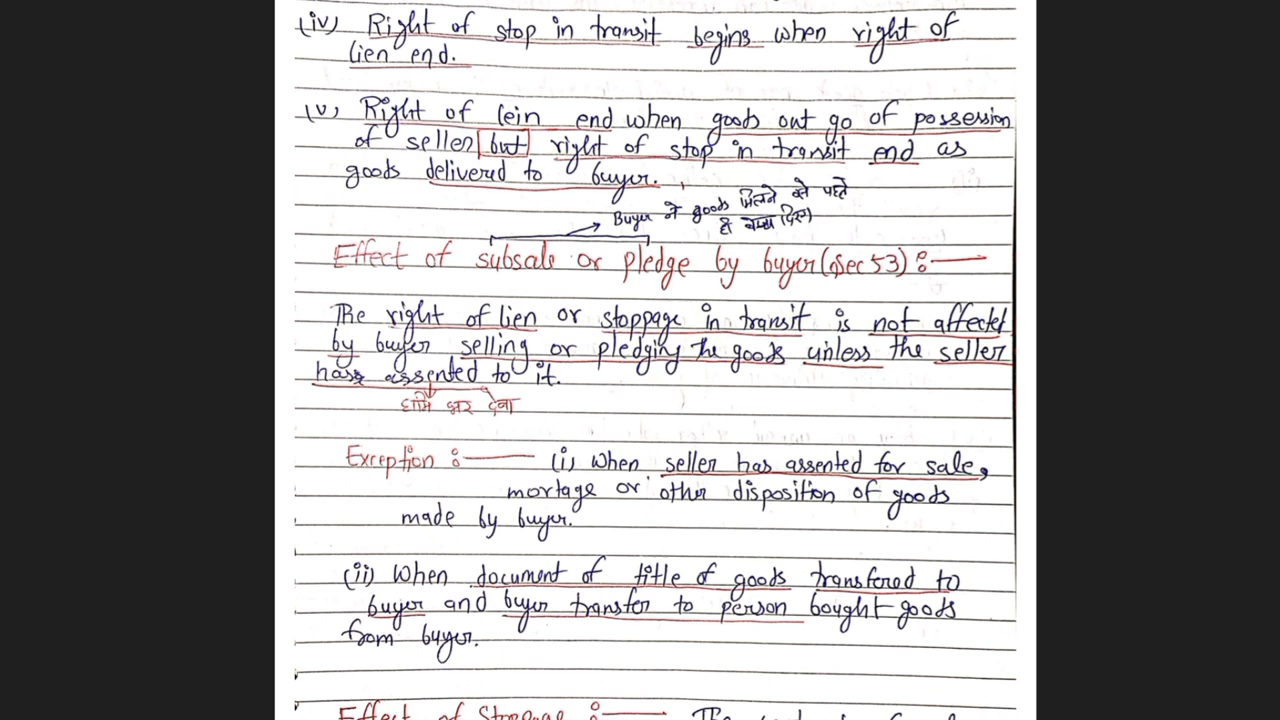 (iv) Right of stop in transit begins when right of
lien end.
(v) Right of lein end when goods out go of possession
of seller but right of stop in transit end as
goods delivered to buyer.
Buyer ने goods मिलने से पहले
ही बेच दिया
Effect of subsale or pledge by buyer (Sec 53) :—
The right of lien or stoppage in transit is not affected
by buyer selling or pledging the goods unless the seller
has assented to it.
हामी भर देना
Exception :— (i) When seller has assented for sale,
mortage or other disposition of goods
made by buyer.
(ii) When document of title of goods transfered to
buyer and buyer transfer to person bought goods
from buyer.
Effect of Stoppage :— The